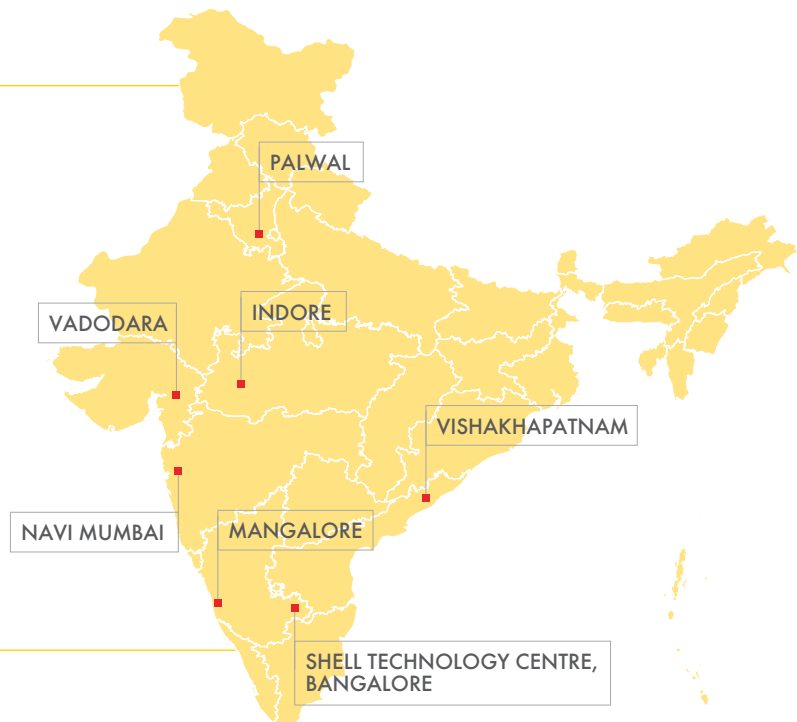 PALWAL
INDORE
VADODARA
VISHAKHAPATNAM
NAVI MUMBAI
MANGALORE
SHELL TECHNOLOGY CENTRE,
BANGALORE